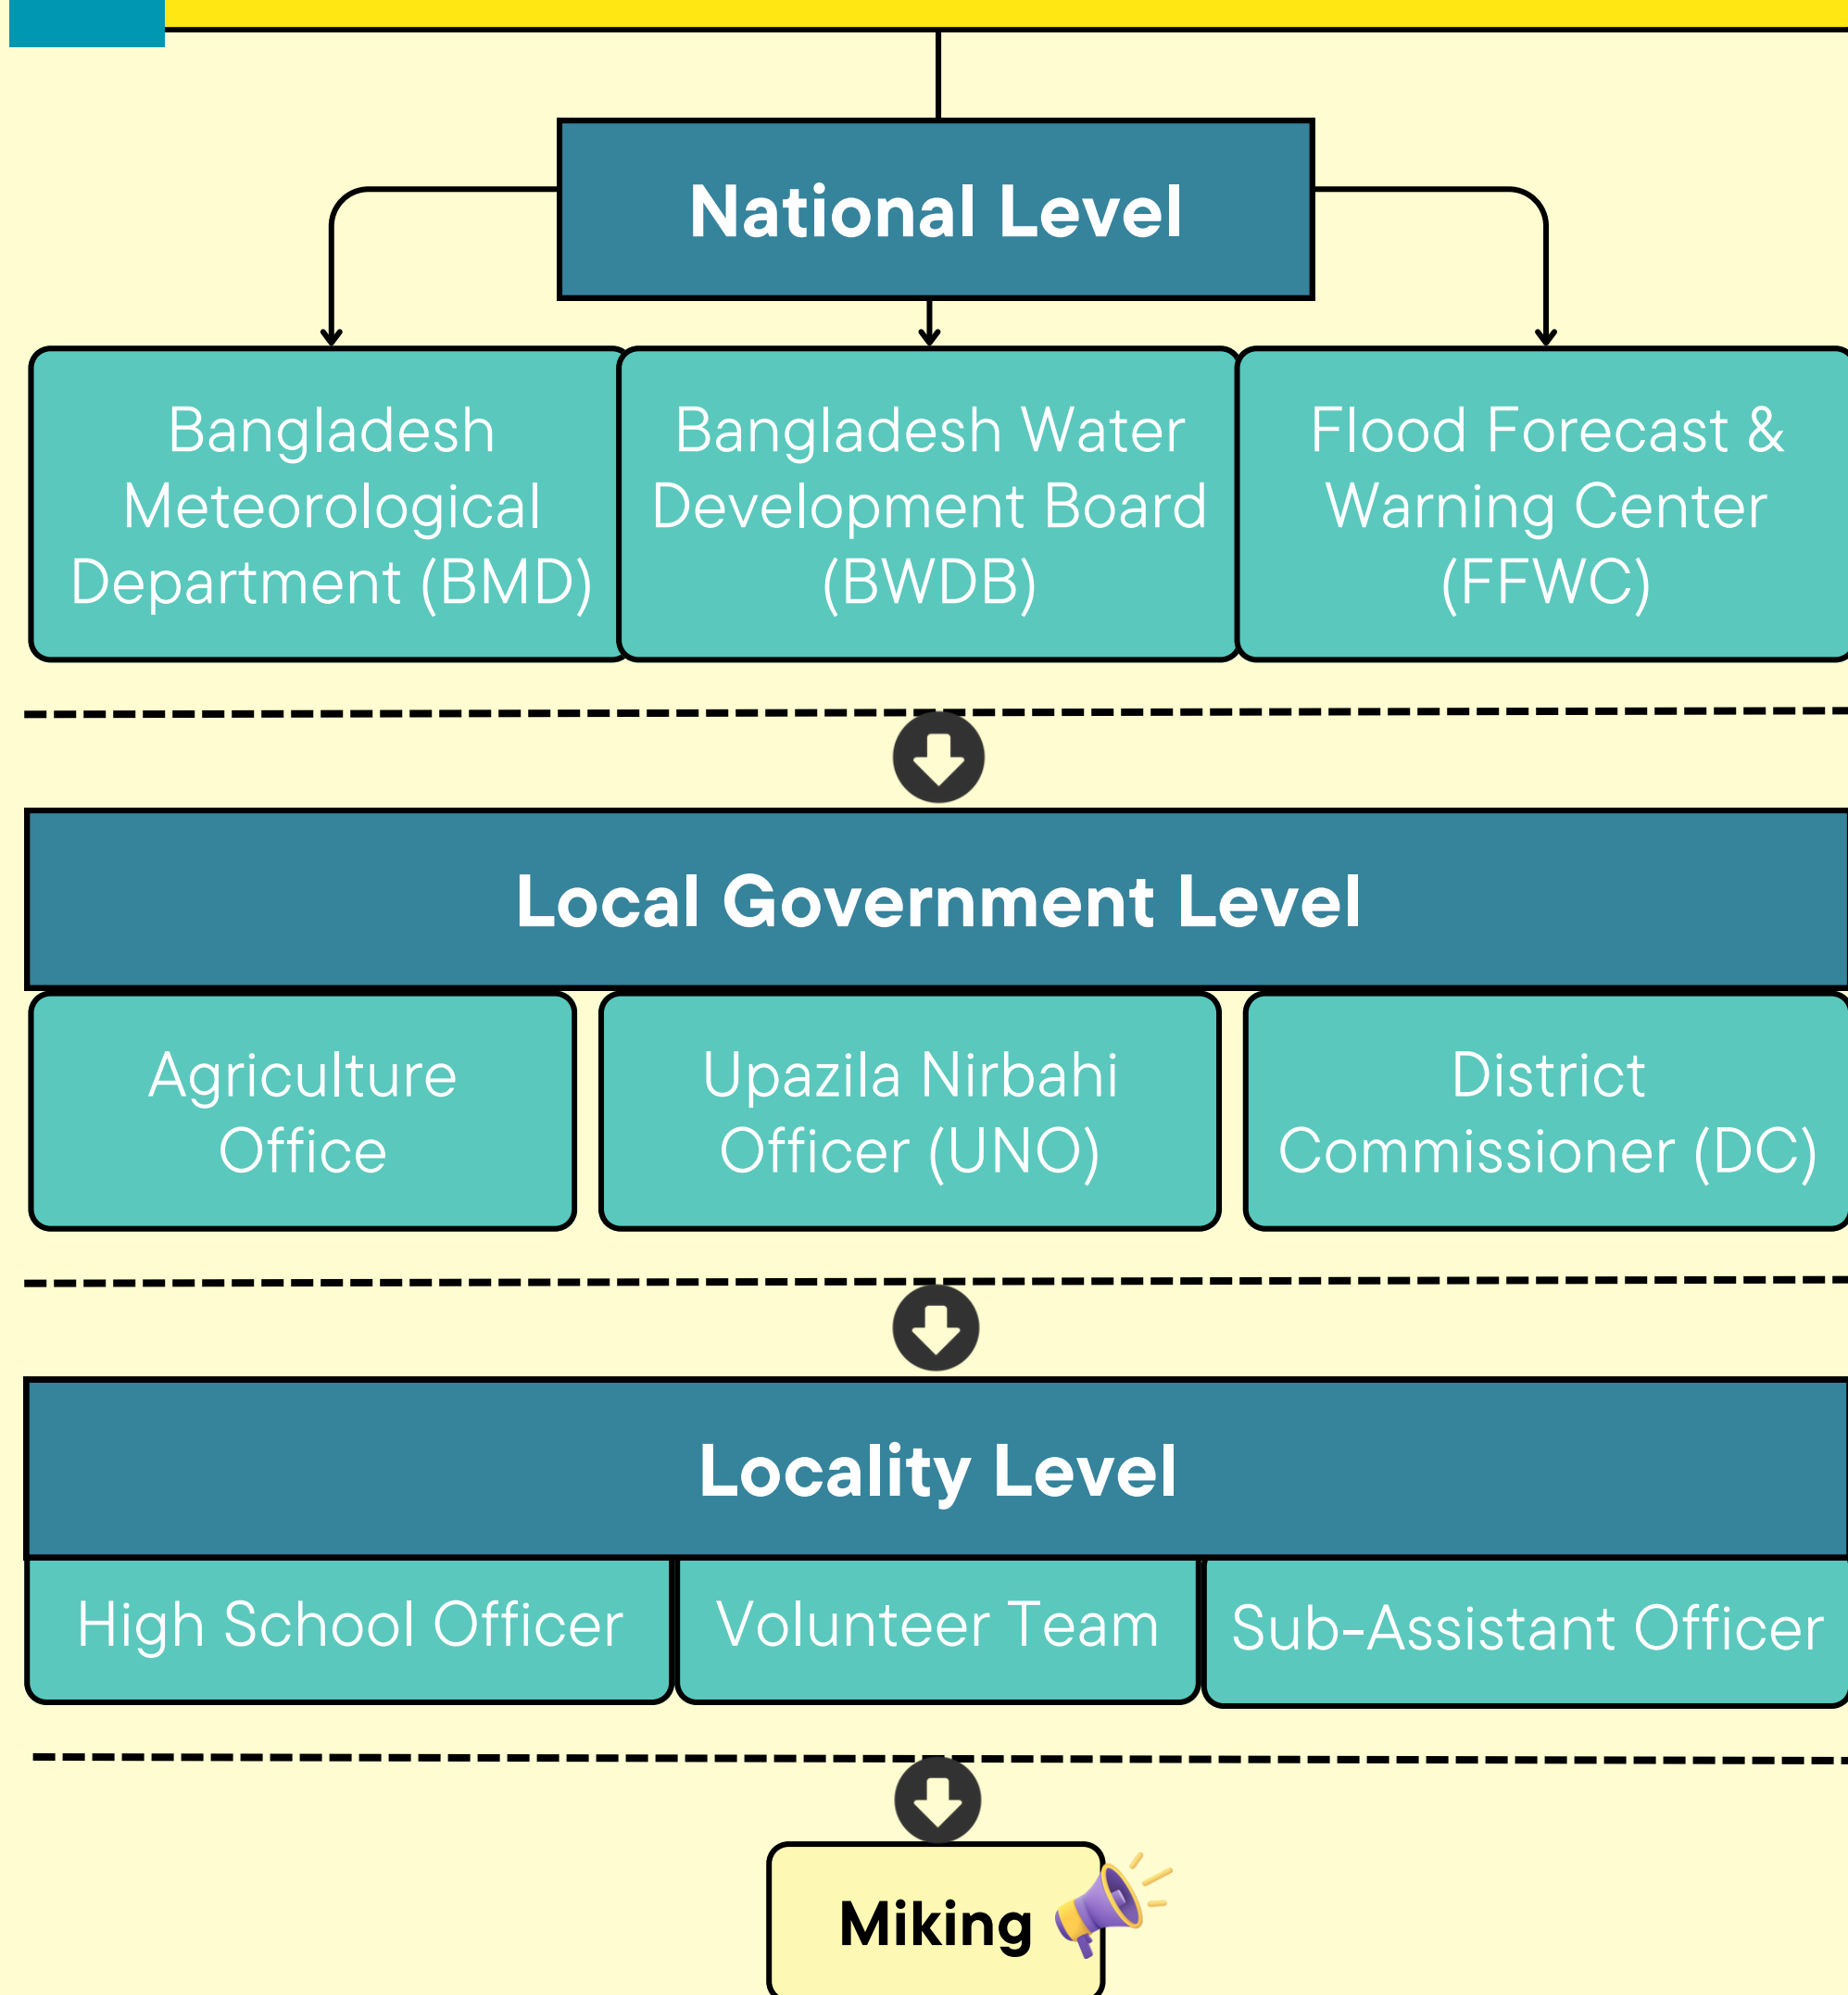 National Level
Bangladesh
Meteorological
Department (BMD)
Bangladesh Water
Development Board
(BWDB)
Flood Forecast &
Warning Center
(FFWC)
Local Government Level
Agriculture
Office
Upazila Nirbahi
Officer (UNO)
District
Commissioner (DC)
Locality Level
High School Officer
Volunteer Team
Sub-Assistant Officer
Miking